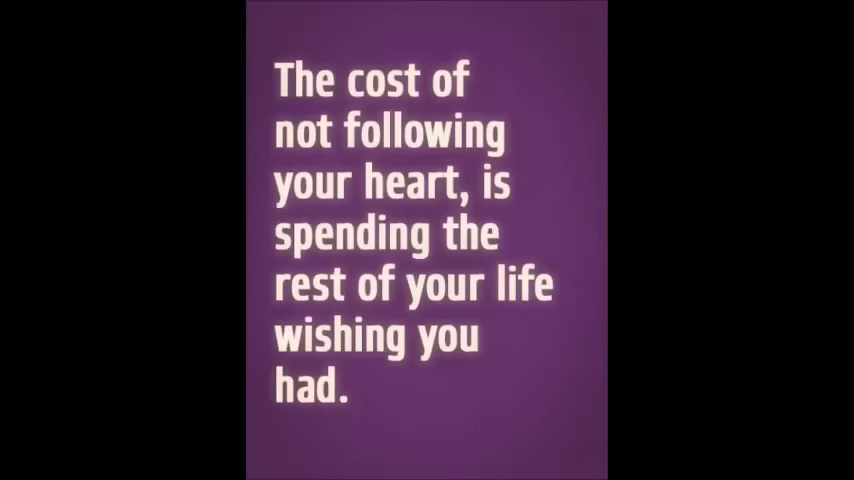 The cost of
not following
your heart, is
spending the
rest of your life
wishing you
had.